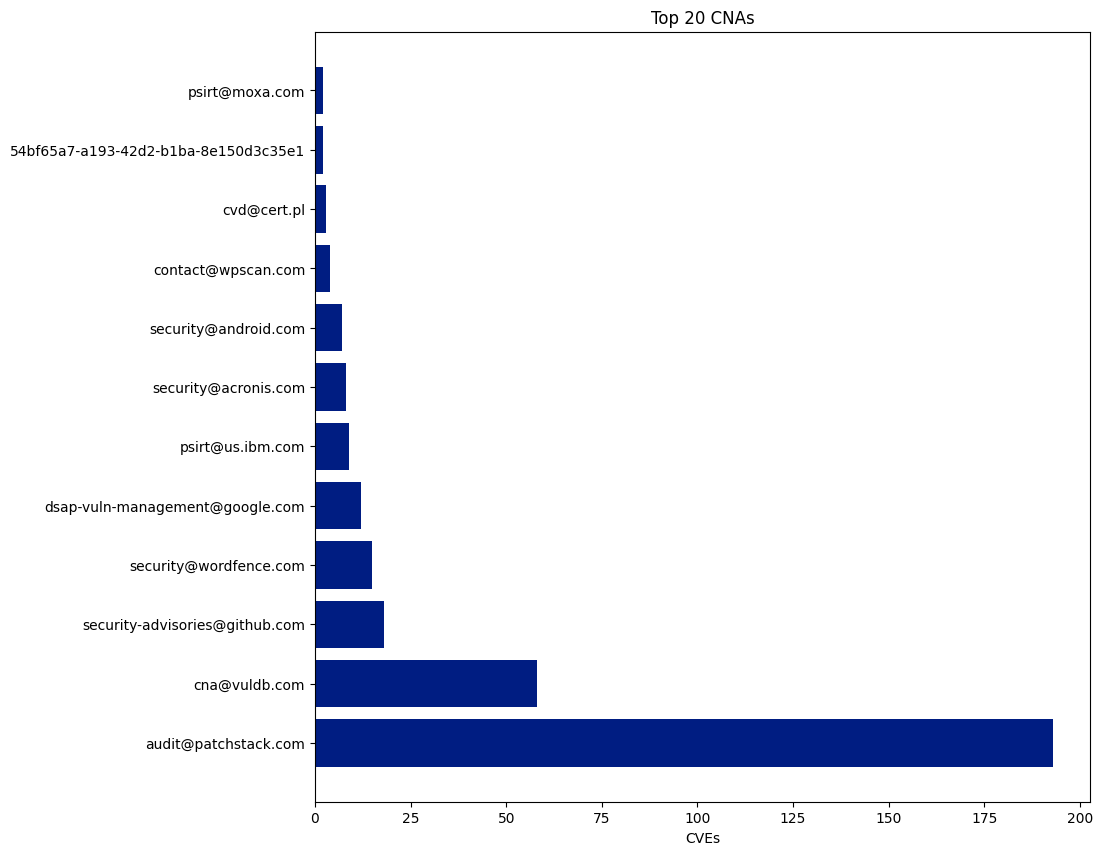 Top 20 CNAs
psirt@moxa.com
54bf65a7-a193-42d2-b1ba-8e150d3c35e1
cvd@cert.pl
contact@wpscan.com
security@android.com
security@acronis.com
psirt@us.ibm.com
dsap-vuln-management@google.com
security@wordfence.com
security-advisories@github.com
cna@vuldb.com
audit@patchstack.com
0 25 50 75 100 125 150 175 200
CVEs